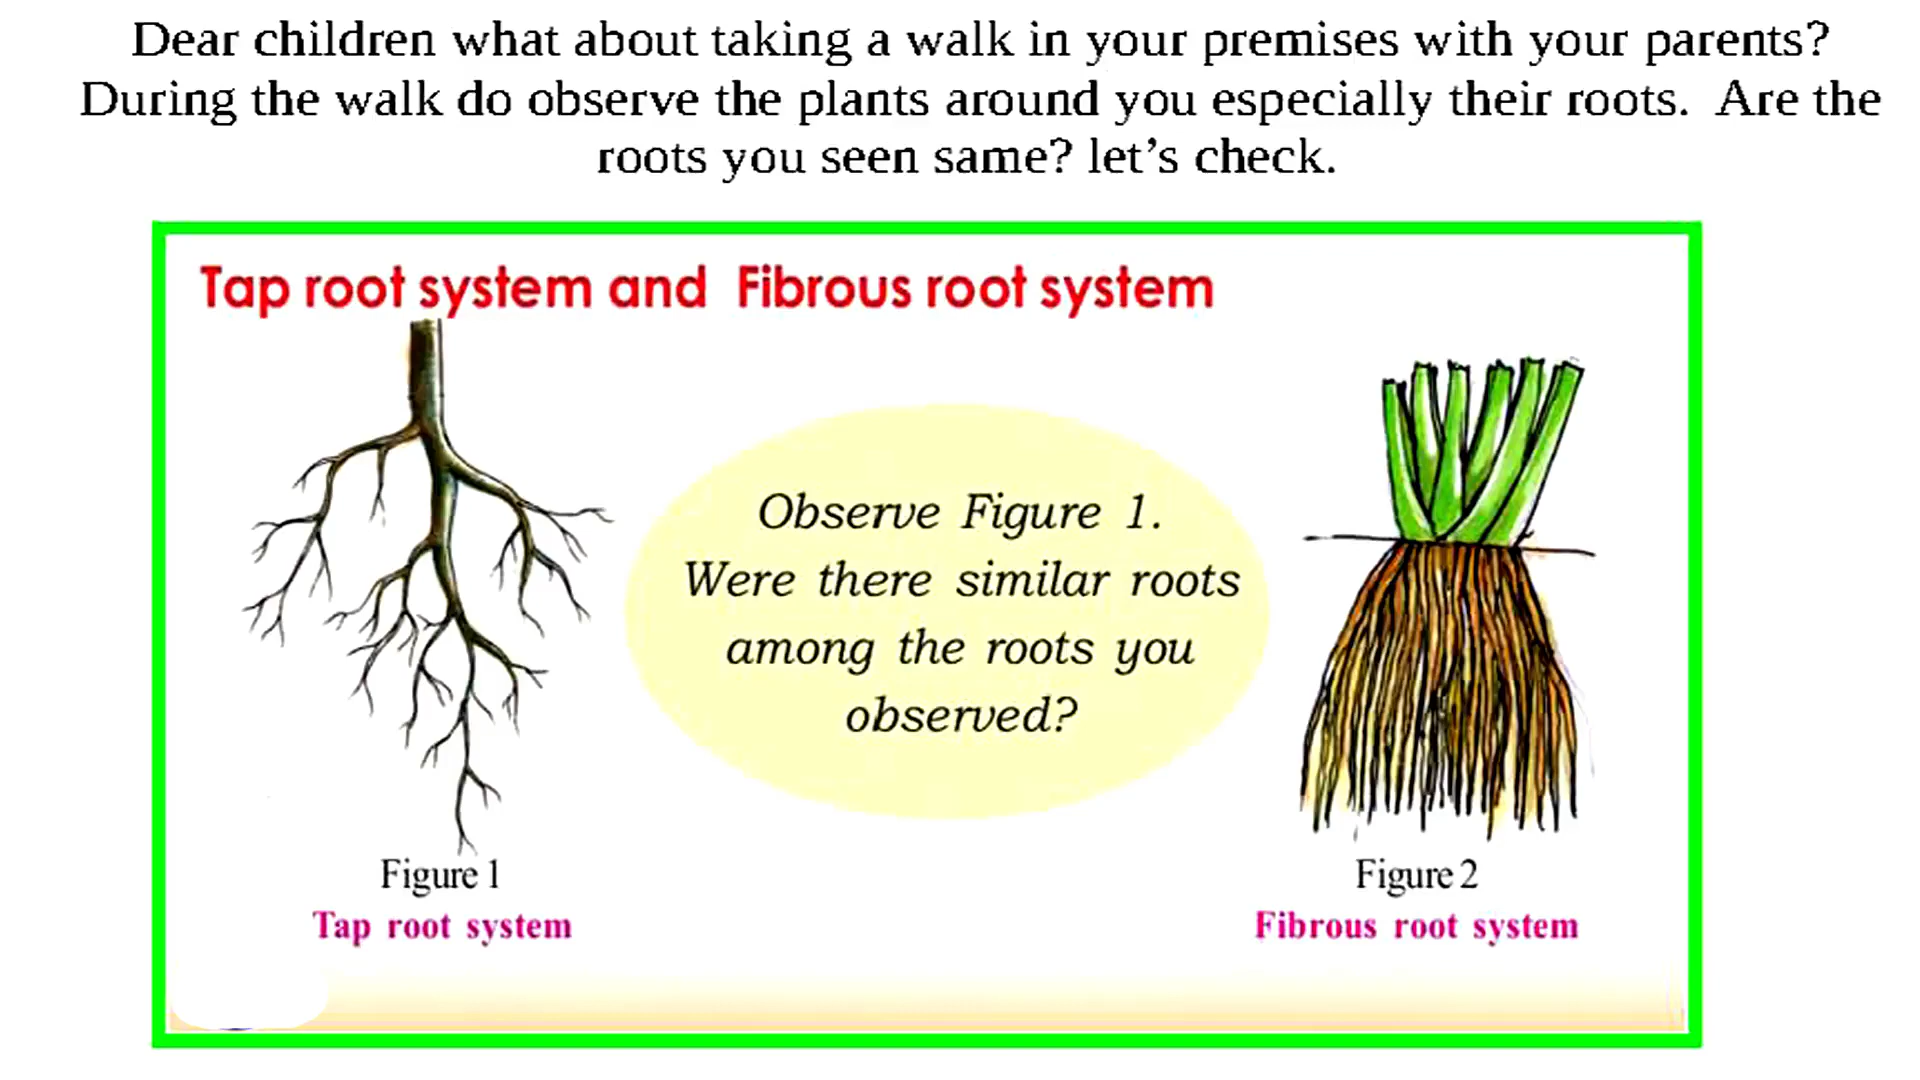 Dear children what about taking a walk in your premises with your parents?
During the walk do observe the plants around you especially their roots. Are the
roots you seen same? let’s check.
Tap root system and Fibrous root system
Observe Figure 1.
Were there similar roots
among the roots you
observed?
Figure 1
Tap root system
Figure 2
Fibrous root system